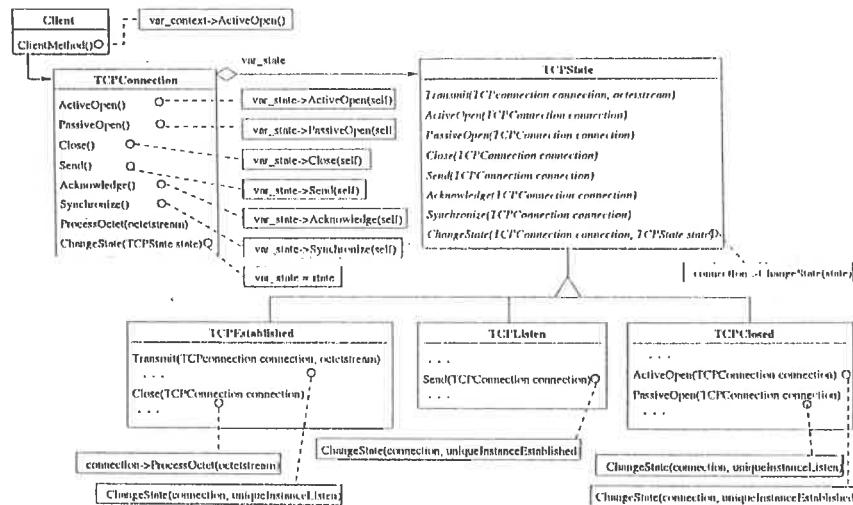 Client
ClientMethod()
var_context->ActiveOpen()
var_state
TCPConnection
ActiveOpen()
PassiveOpen()
Close()
Send()
Acknowledge()
Synchronize()
ProcessOctet(octetstream)
ChangeState(TCPState state)
var_state->ActiveOpen(self)
var_state->PassiveOpen(self
var_state->Close(self)
var_state->Send(self)
var_state->Acknowledge(self)
var_state->Synchronize(self)
var_state = state
TCPState
Transmit(TCPconnection connection, octetstream)
ActiveOpen(TCPConnection connection)
PassiveOpen(TCPConnection connection)
Close(TCPConnection connection)
Send(TCPConnection connection)
Acknowledge(TCPConnection connection)
Synchronize(TCPConnection connection)
ChangeState(TCPConnection connection, TCPState state)
connection->ChangeState(state)
TCPEstablished
Transmit(TCPconnection connection, octetstream)
. . .
Close(TCPConnection connection)
. . .
TCPListen
. . .
Send(TCPConnection connection)
. . .
TCPClosed
. . .
ActiveOpen(TCPConnection connection)
PassiveOpen(TCPConnection connection)
. . .
connection->ProcessOctet(octetstream)
ChangeState(connection, uniqueInstanceListen)
ChangeState(connection, uniqueInstanceEstablished
ChangeState(connection, uniqueInstanceListen)
ChangeState(connection, uniqueInstanceEstablished)